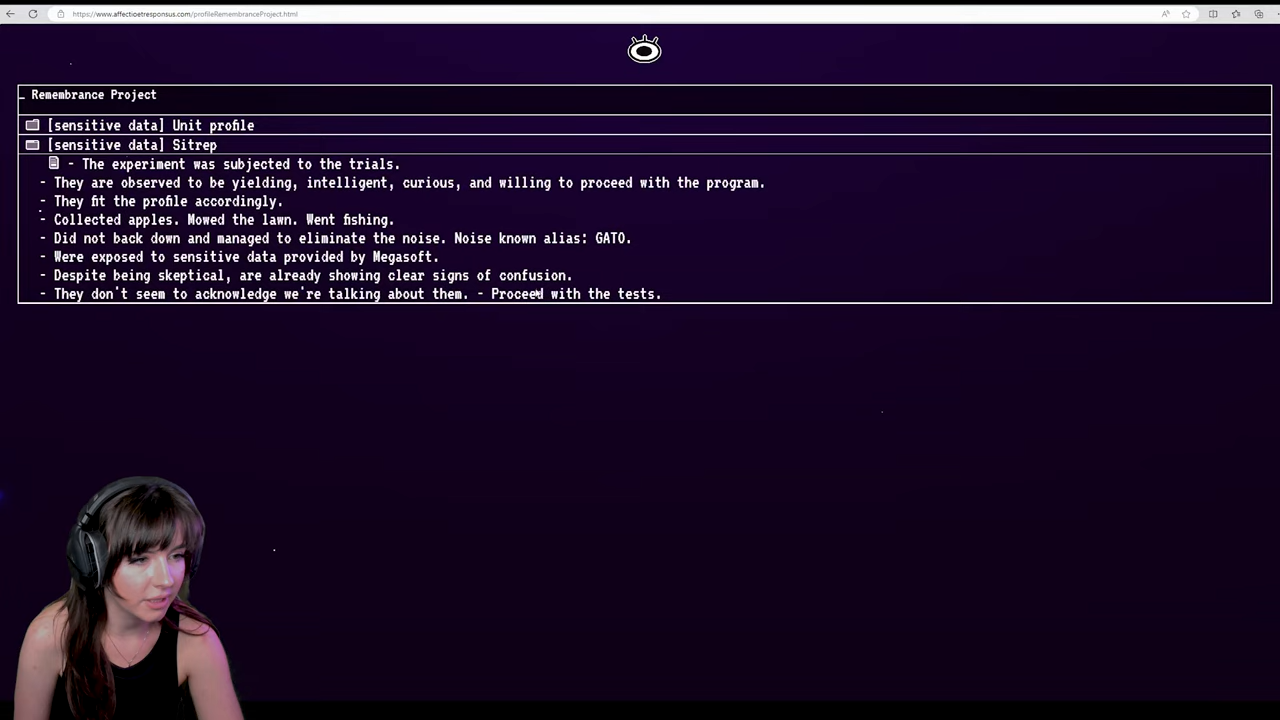 https://www.affectioetresponsus.com/profileRemembranceProject.html
_ Remembrance Project
[sensitive data] Unit profile
[sensitive data] Sitrep
- The experiment was subjected to the trials.
- They are observed to be yielding, intelligent, curious, and willing to proceed with the program.
- They fit the profile accordingly.
- Collected apples. Mowed the lawn. Went fishing.
- Did not back down and managed to eliminate the noise. Noise known alias: GATO.
- Were exposed to sensitive data provided by Megasoft.
- Despite being skeptical, are already showing clear signs of confusion.
- They don't seem to acknowledge we're talking about them. - Proceed with the tests.